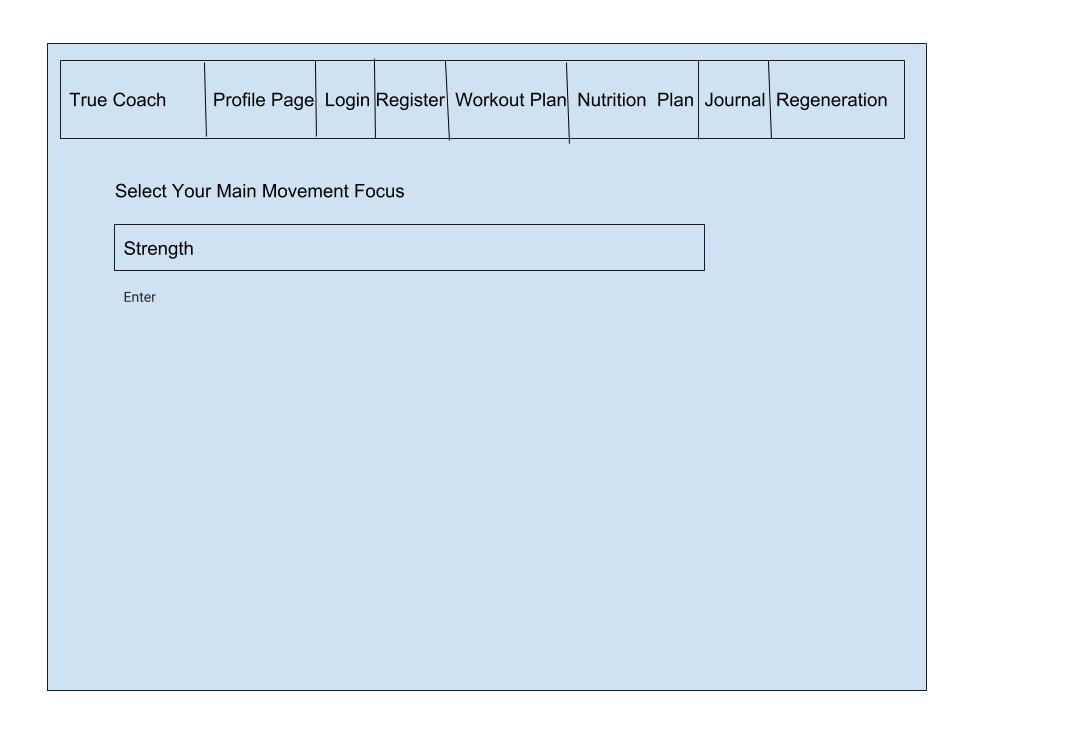 True Coach Profile Page Login Register Workout Plan Nutrition Plan Journal Regeneration
Select Your Main Movement Focus
Strength
Enter